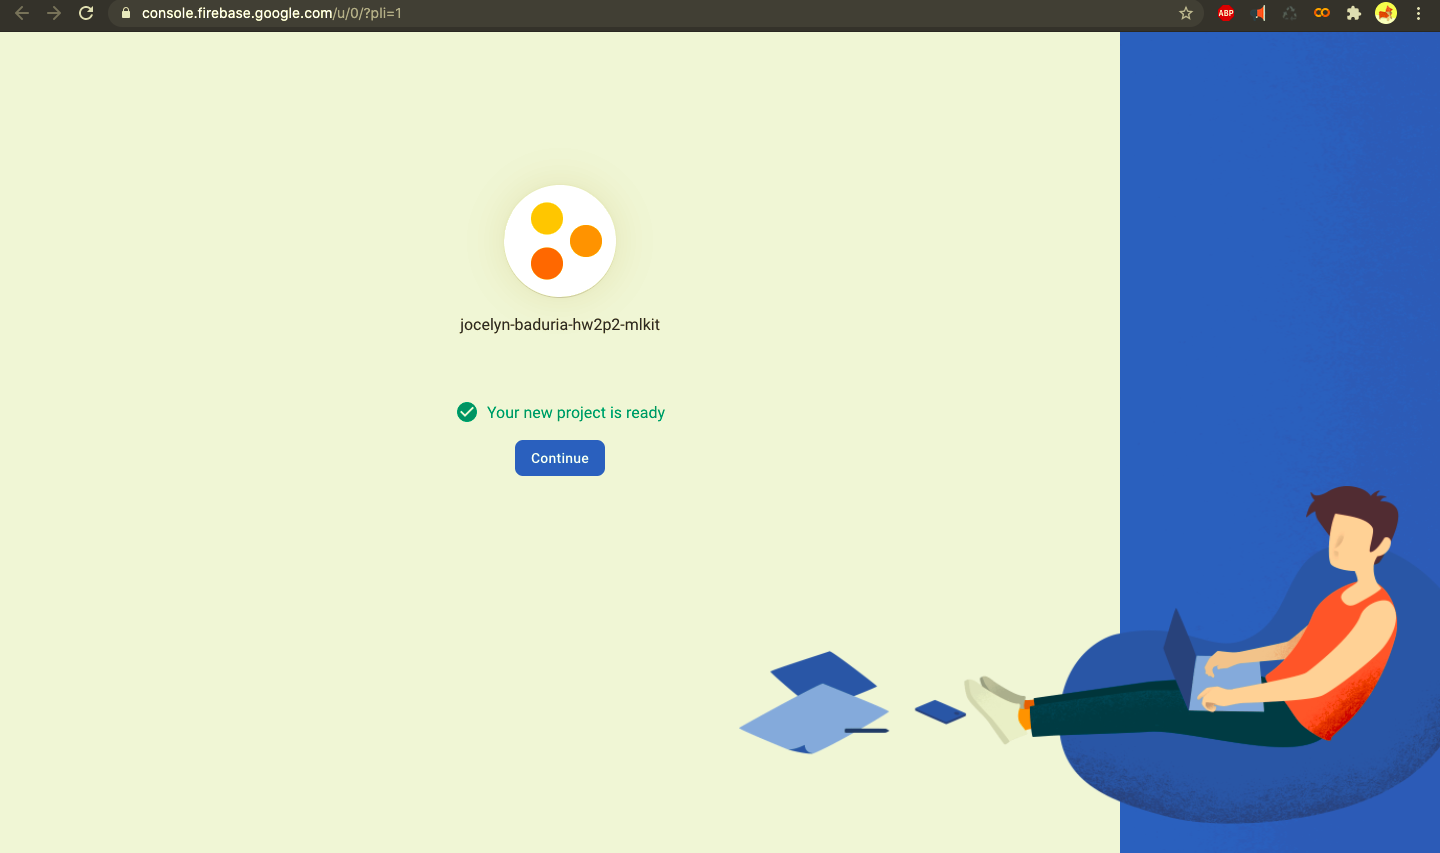 console.firebase.google.com/u/0/?pli=1
ABP
jocelyn-baduria-hw2p2-mlkit
Your new project is ready
Continue